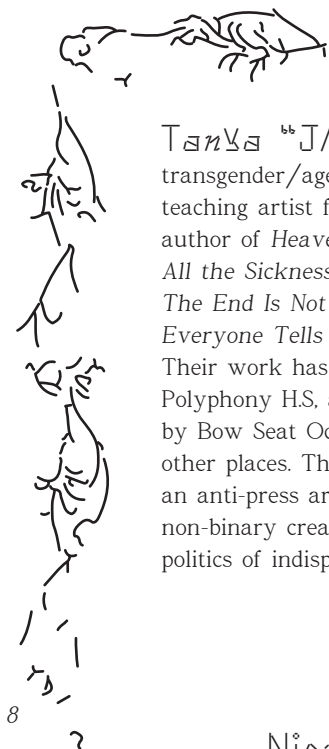 Tanya "J/
transgender/age
teaching artist f
author of Heave
All the Sickness
The End Is Not
Everyone Tells
Their work has
Polyphony H.S, a
by Bow Seat Oc
other places. Th
an anti-press ar
non-binary crea
politics of indisp
8
Nic